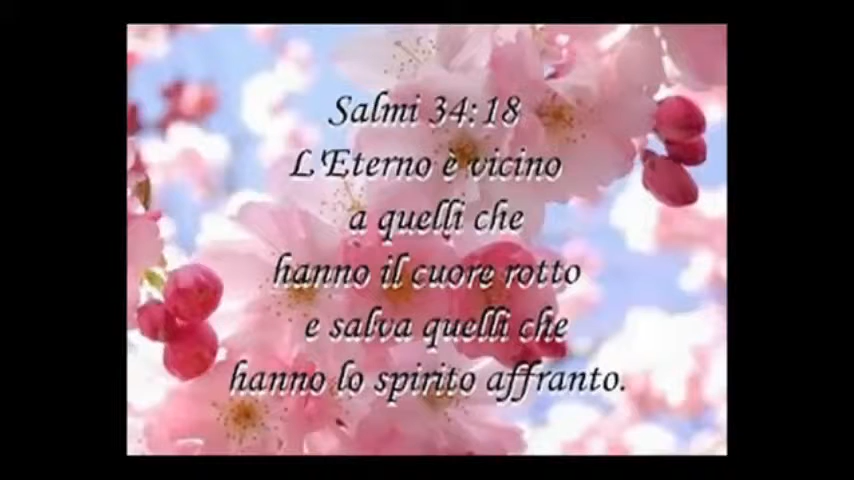 Salmi 34:18
L'Eterno è vicino
a quelli che
hanno il cuore rotto
e salva quelli che
hanno lo spirito affranto.